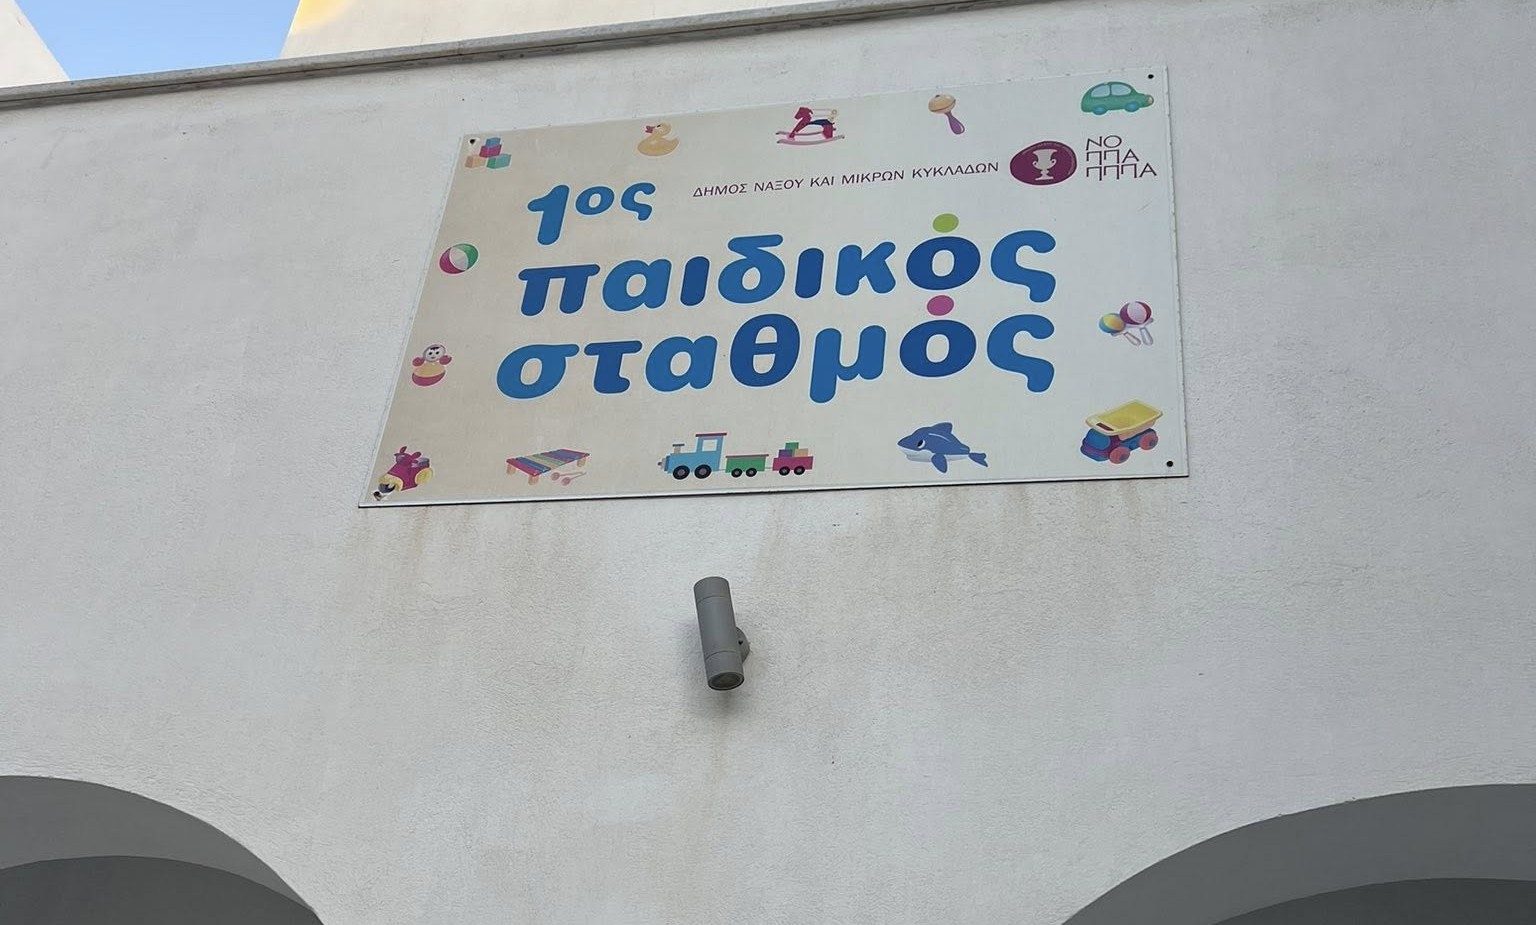 1ος
ΔΗΜΟΣ ΝΑΞΟΥ ΚΑΙ ΜΙΚΡΩΝ ΚΥΚΛΑΔΩΝ
ΝΟ
ΠΠΑ
ΠΠΠΑ
παιδικός
σταθμός